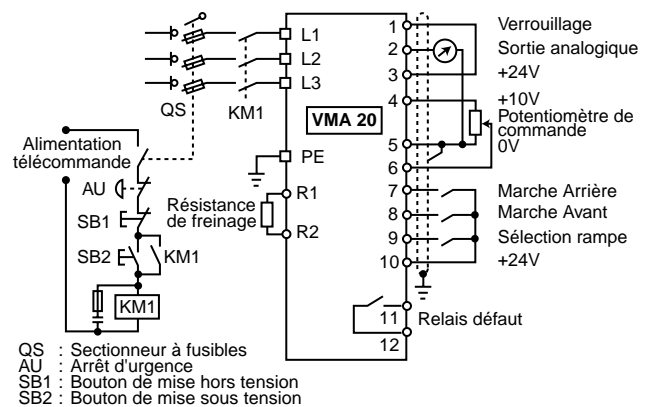 L1
L2
L3
QS
KM1
VMA 20
Alimentation
télécommande
PE
AU
SB1
SB2
KM1
KM1
R1
Résistance
de freinage
R2
1 Verrouillage
2 Sortie analogique
3 +24V
4 +10V
Potentiomètre de
commande
5 0V
6
7 Marche Arrière
8 Marche Avant
9 Sélection rampe
10 +24V
11 Relais défaut
12
QS : Sectionneur à fusibles
AU : Arrêt d'urgence
SB1 : Bouton de mise hors tension
SB2 : Bouton de mise sous tension